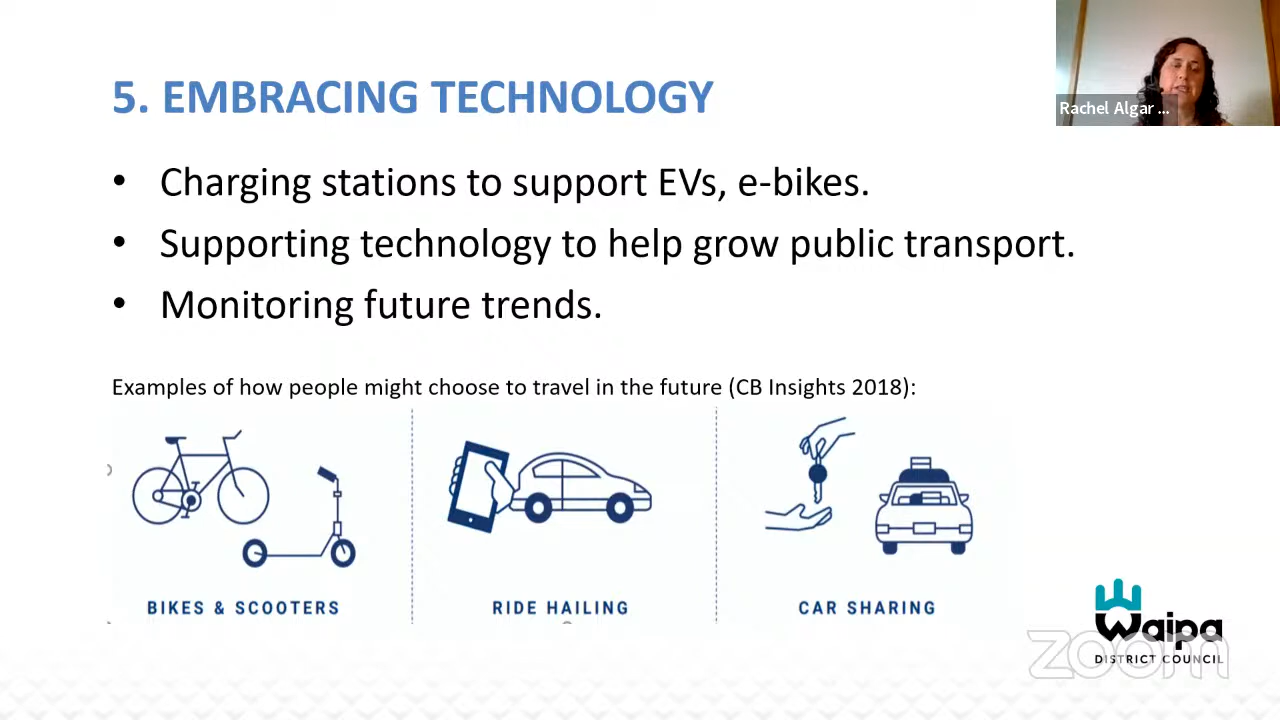 5. EMBRACING TECHNOLOGY
Rachel Algar ...
• Charging stations to support EVs, e-bikes.
• Supporting technology to help grow public transport.
• Monitoring future trends.
Examples of how people might choose to travel in the future (CB Insights 2018):
BIKES & SCOOTERS
RIDE HAILING
CAR SHARING
Waipa
DISTRICT COUNCIL
zoom